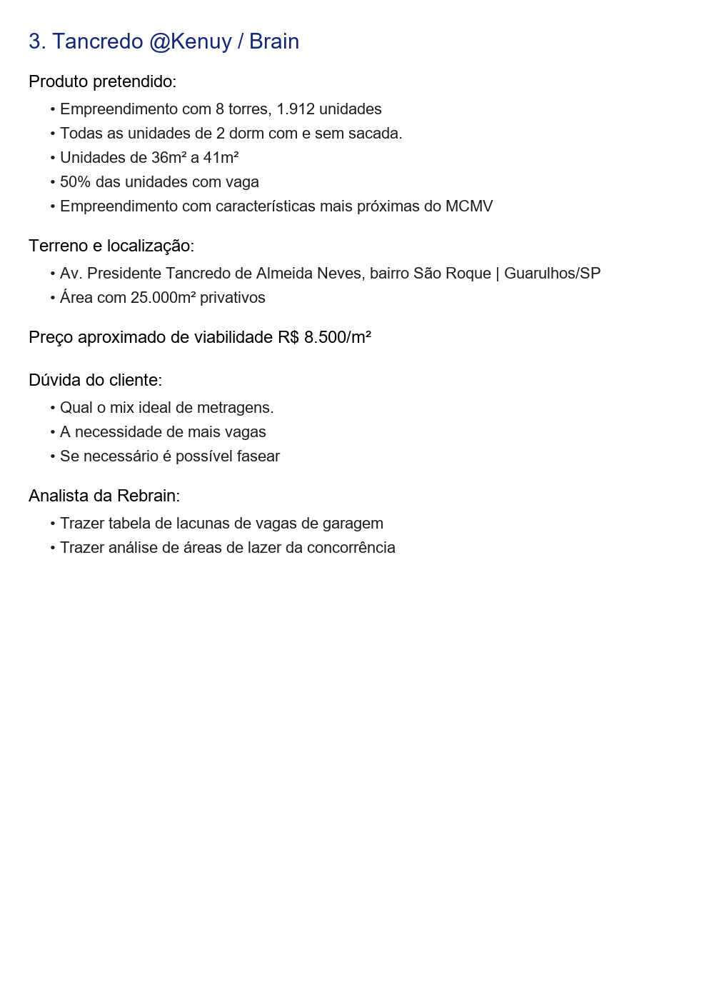 3. Tancredo @Kenuy / Brain
Produto pretendido:
• Empreendimento com 8 torres, 1.912 unidades
• Todas as unidades de 2 dorm com e sem sacada.
• Unidades de 36m² a 41m²
• 50% das unidades com vaga
• Empreendimento com características mais próximas do MCMV
Terreno e localização:
• Av. Presidente Tancredo de Almeida Neves, bairro São Roque | Guarulhos/SP
• Área com 25.000m² privativos
Preço aproximado de viabilidade R$ 8.500/m²
Dúvida do cliente:
• Qual o mix ideal de metragens.
• A necessidade de mais vagas
• Se necessário é possível fasear
Analista da Rebrain:
• Trazer tabela de lacunas de vagas de garagem
• Trazer análise de áreas de lazer da concorrência